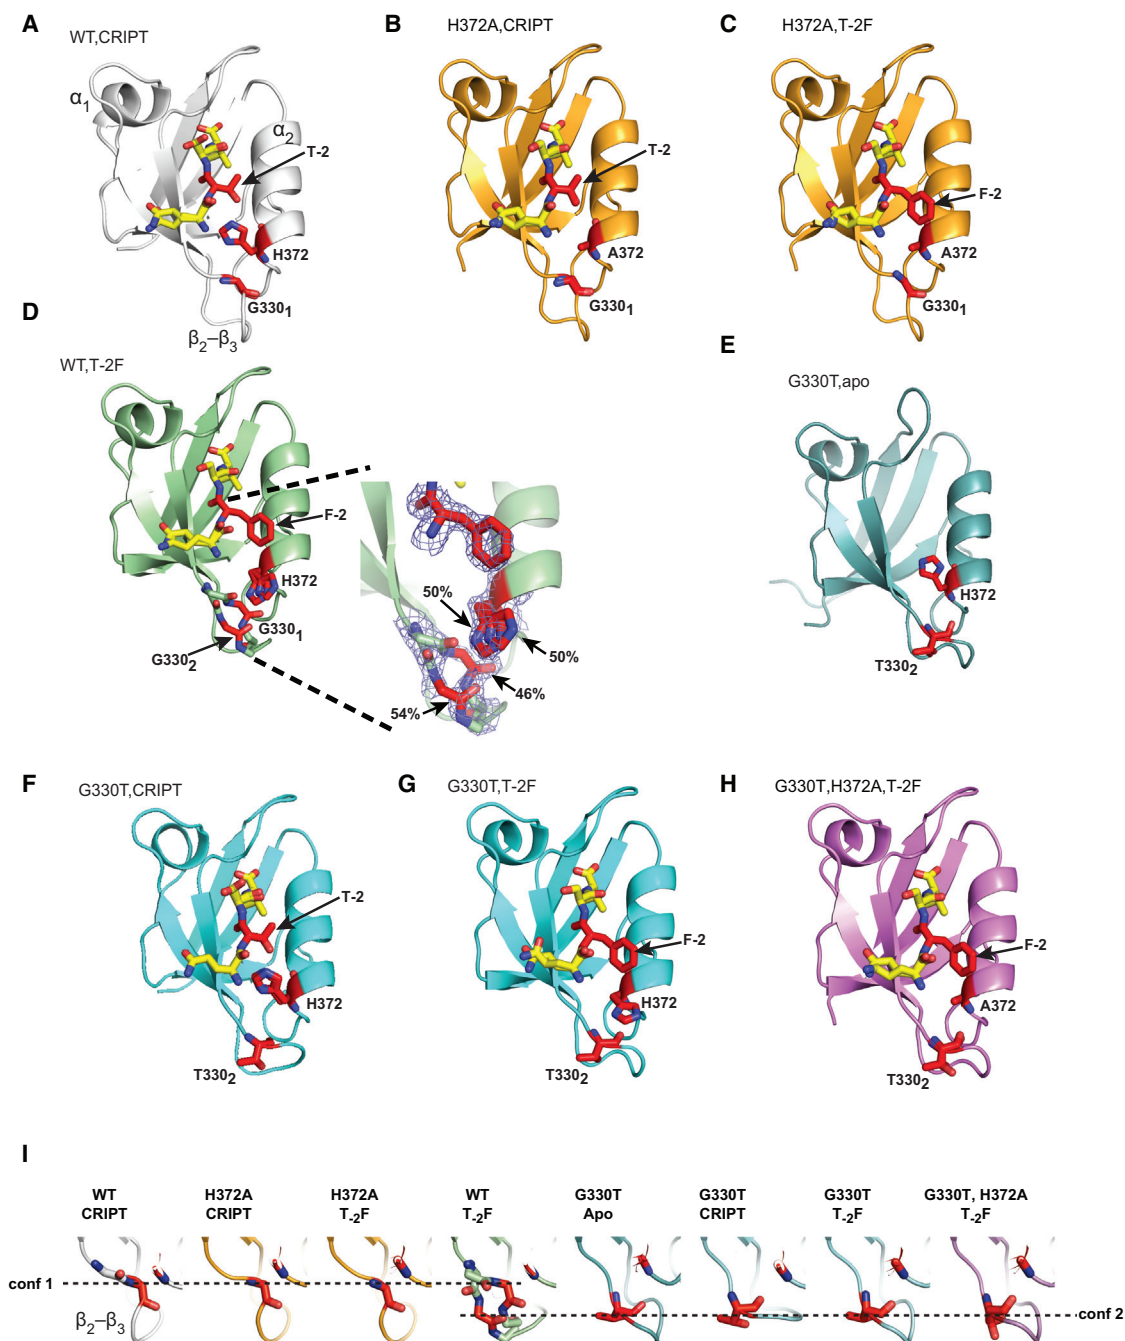 A
WT,CRIPT
α1
α2
T-2
H372
G3301
β2–β3
B
H372A,CRIPT
T-2
A372
G3301
C
H372A,T-2F
F-2
A372
G3301
D
WT,T-2F
F-2
H372
G3301
G3302
50%
50%
46%
54%
E
G330T,apo
H372
T3302
F
G330T,CRIPT
T-2
H372
T3302
G
G330T,T-2F
F-2
H372
T3302
H
G330T,H372A,T-2F
F-2
A372
T3302
I
WT
CRIPT
H372A
CRIPT
H372A
T-2F
WT
T-2F
G330T
Apo
G330T
CRIPT
G330T
T-2F
G330T, H372A
T-2F
conf 1
β2–β3
conf 2